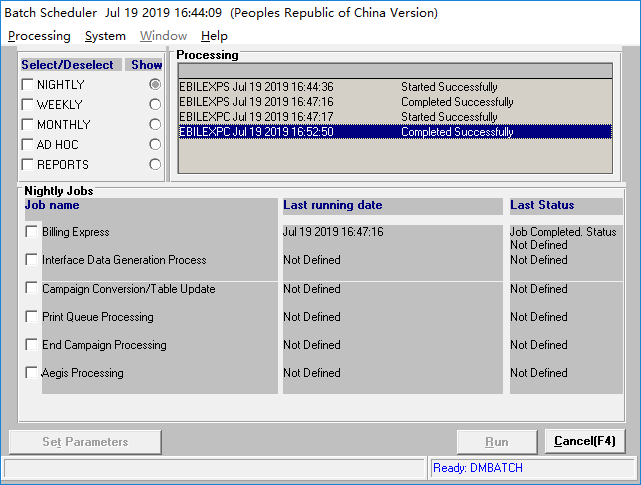 Batch Scheduler Jul 19 2019 16:44:09 (Peoples Republic of China Version)
Processing System Window Help
Select/Deselect Show
NIGHTLY
WEEKLY
MONTHLY
AD HOC
REPORTS
Processing
EBILEXPS Jul 19 2019 16:44:36 Started Successfully
EBILEXPS Jul 19 2019 16:47:16 Completed Successfully
EBILEXPC Jul 19 2019 16:47:17 Started Successfully
EBILEXPC Jul 19 2019 16:52:50 Completed Successfully
Nightly Jobs
Job name Last running date Last Status
Billing Express Jul 19 2019 16:47:16 Job Completed. Status
Not Defined
Interface Data Generation Process Not Defined Not Defined
Campaign Conversion/Table Update Not Defined Not Defined
Print Queue Processing Not Defined Not Defined
End Campaign Processing Not Defined Not Defined
Aegis Processing Not Defined Not Defined
Set Parameters Run Cancel(F4)
Ready: DMBATCH